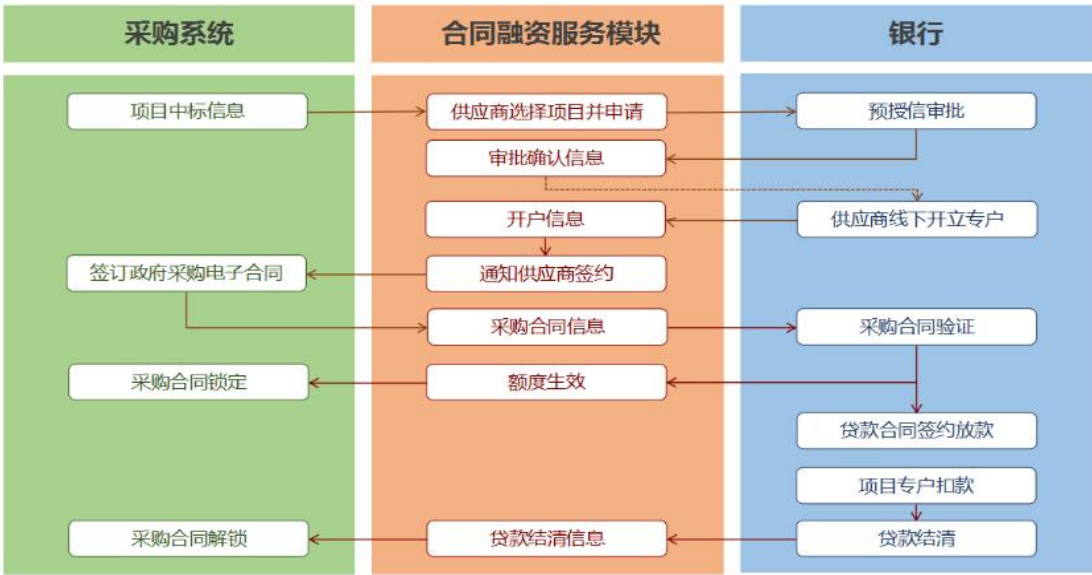 采购系统
合同融资服务模块
银行
项目中标信息
供应商选择项目并申请
预授信审批
审批确认信息
开户信息
供应商线下开立专户
签订政府采购电子合同
通知供应商签约
采购合同信息
采购合同验证
采购合同锁定
额度生效
贷款合同签约放款
项目专户扣款
采购合同解锁
贷款结清信息
贷款结清